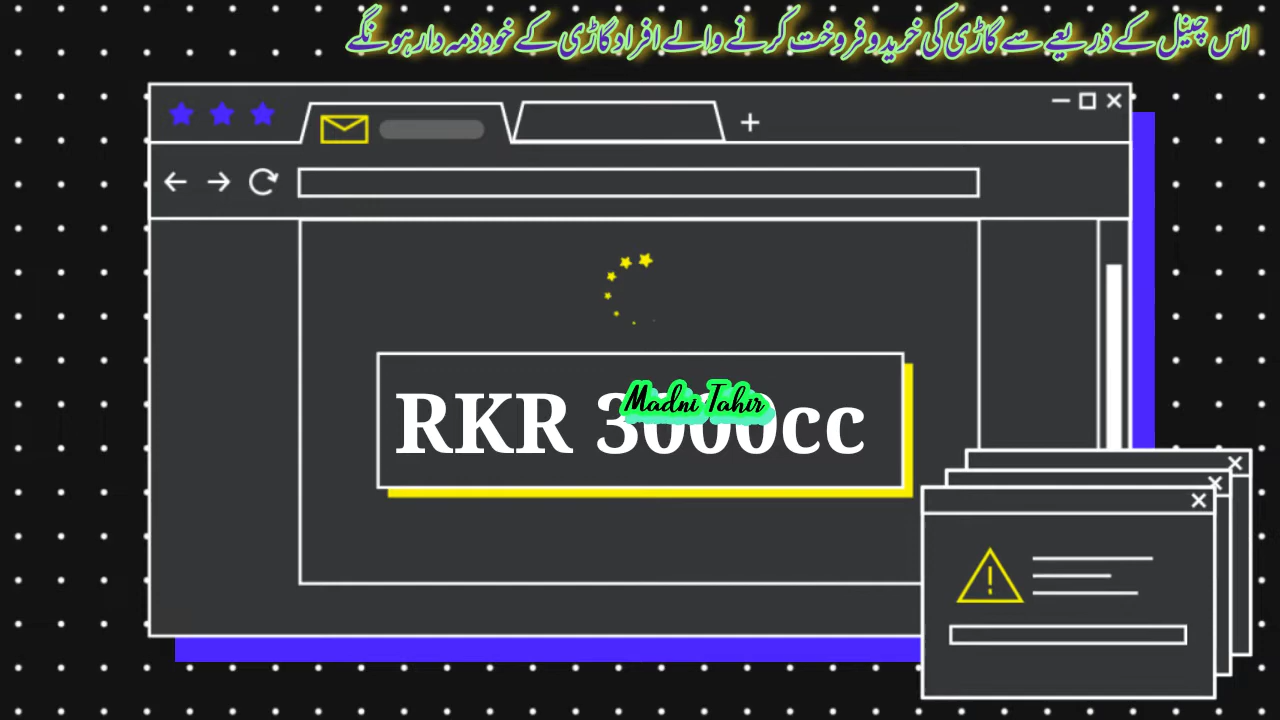 اس چینل کے ذریعے سے گاڑی کی خریدو فروخت کرنے والے افراد گاڑی کے خود ذمہ دار ہونگے
RKR 3000cc
Madni Tahir